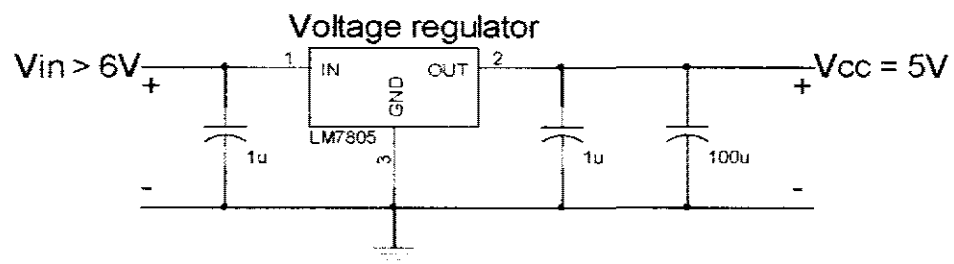 Voltage regulator
Vin > 6V
+
1
IN
OUT
2
Vcc = 5V
+
GND
LM7805
3
1u
1u
100u
-
-